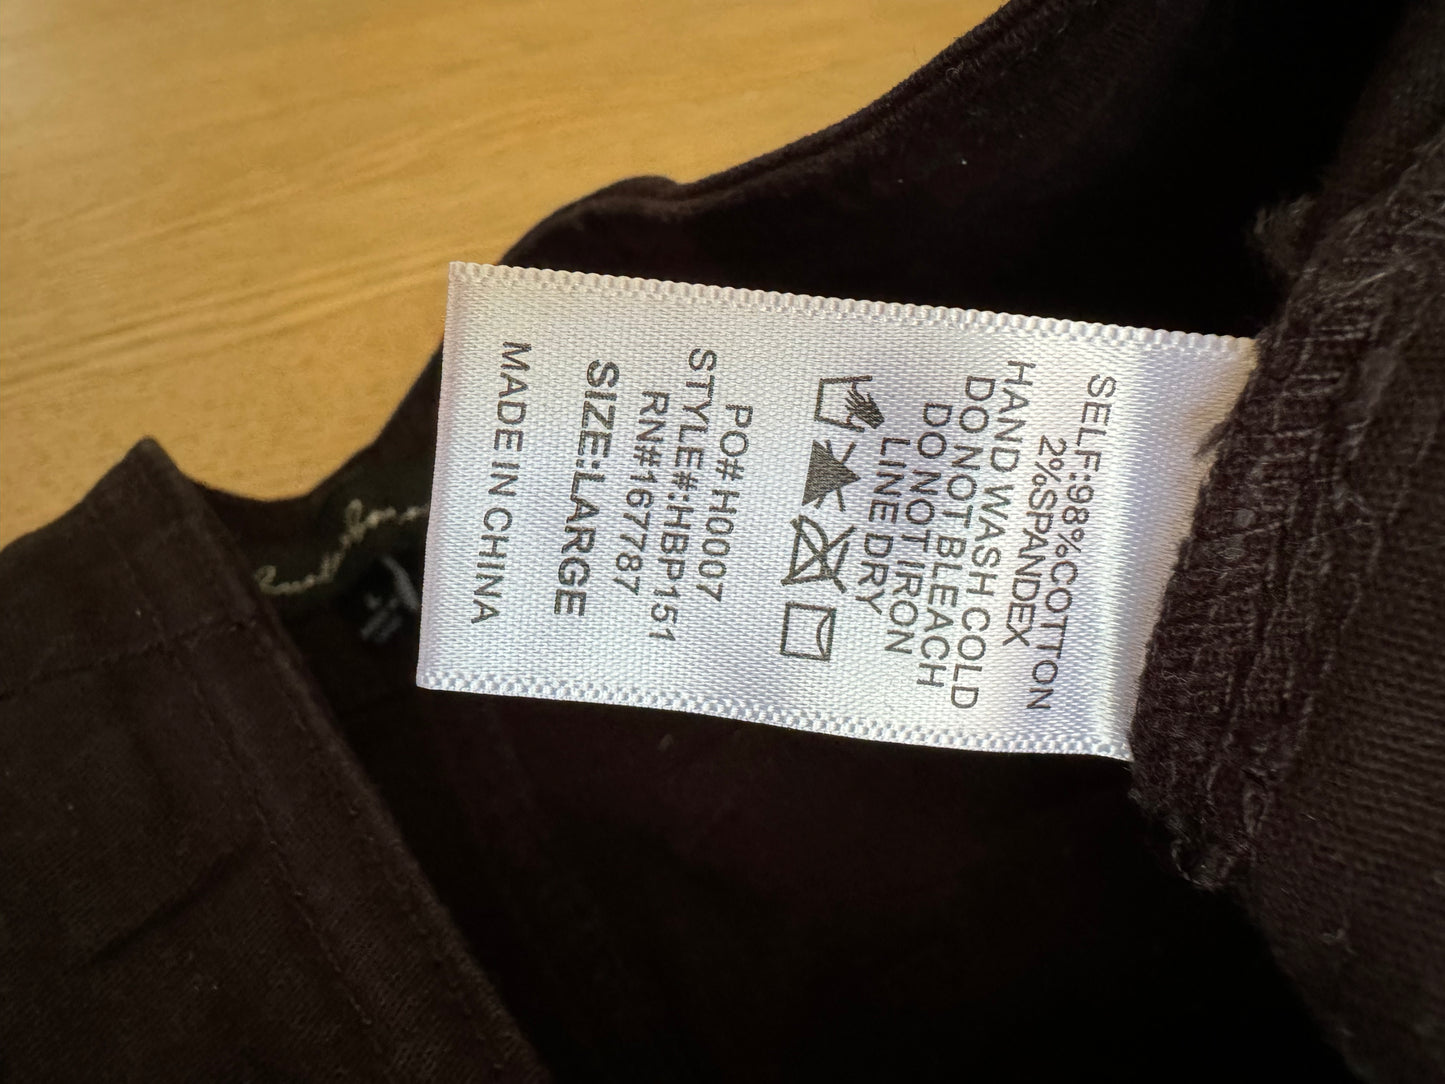 SELF:98%COTTON
2%SPANDEX
HAND WASH COLD
DO NOT BLEACH
DO NOT IRON
LINE DRY
PO# H0007
STYLE#:HBP151
RN#167787
SIZE:LARGE
MADE IN CHINA